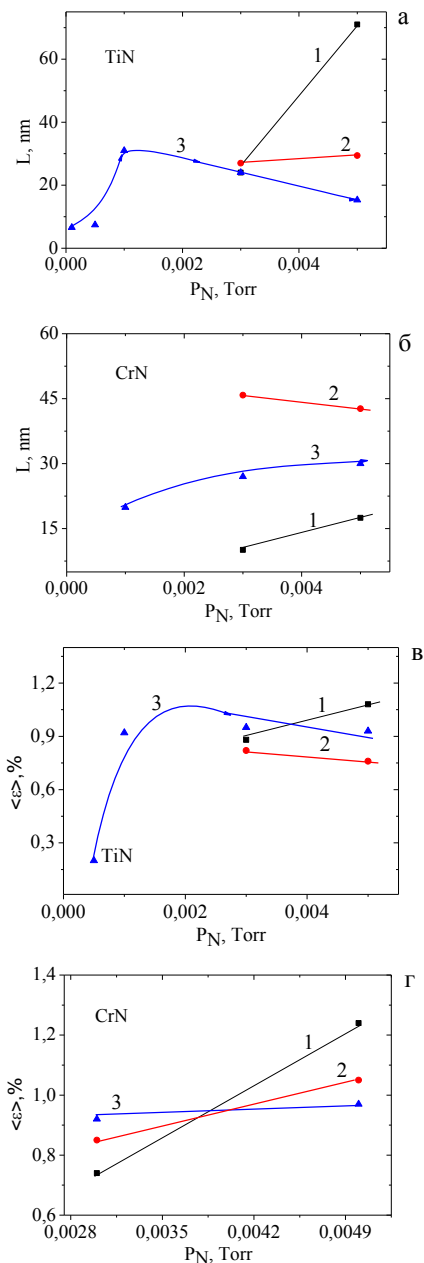 а
TiN
1
2
3
L, nm
60
40
20
0
0,000
0,002
0,004
P_N, Torr
б
CrN
2
3
1
L, nm
60
45
30
15
0,000
0,002
0,004
P_N, Torr
в
3
1
2
TiN
<ε>,%
1,2
0,9
0,6
0,3
0,000
0,002
0,004
P_N, Torr
г
CrN
1
2
3
<ε>,%
1,4
1,2
1,0
0,8
0,6
0,0028
0,0035
0,0042
0,0049
P_N, Torr